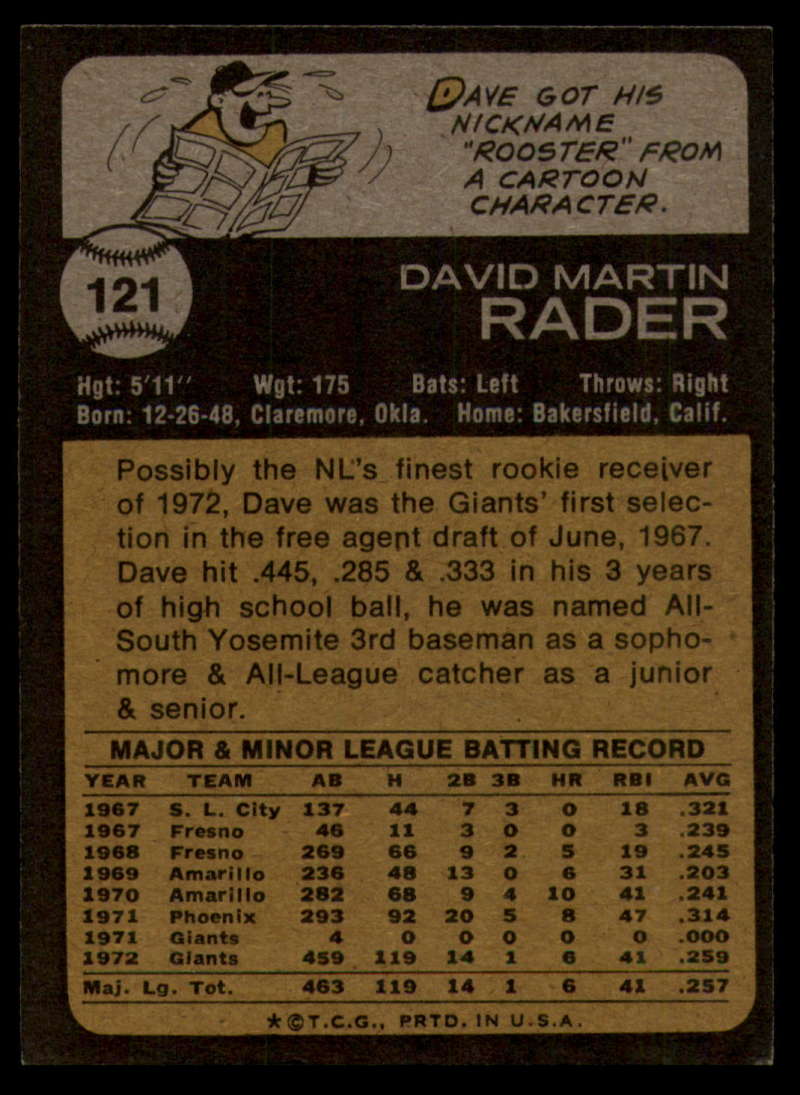 DAVE GOT HIS
NICKNAME
"ROOSTER" FROM
A CARTOON
CHARACTER.
121
DAVID MARTIN
RADER
Hgt: 5'11" Wgt: 175 Bats: Left Throws: Right
Born: 12-26-48, Claremore, Okla. Home: Bakersfield, Calif.
Possibly the NL's finest rookie receiver
of 1972, Dave was the Giants' first selec-
tion in the free agent draft of June, 1967.
Dave hit .445, .285 & .333 in his 3 years
of high school ball, he was named All-
South Yosemite 3rd baseman as a sopho-
more & All-League catcher as a junior
& senior.
MAJOR & MINOR LEAGUE BATTING RECORD
YEAR TEAM AB H 2B 3B HR RBI AVG
1967 S. L. City 137 44 7 3 0 18 .321
1967 Fresno 46 11 3 0 0 3 .239
1968 Fresno 269 66 9 2 5 19 .245
1969 Amarillo 236 48 13 0 6 31 .203
1970 Amarillo 282 68 9 4 10 41 .241
1971 Phoenix 293 92 20 5 8 47 .314
1971 Giants 4 0 0 0 0 0 .000
1972 Giants 459 119 14 1 6 41 .259
Maj. Lg. Tot. 463 119 14 1 6 41 .257
*©T.C.G., PRTD. IN U.S.A.